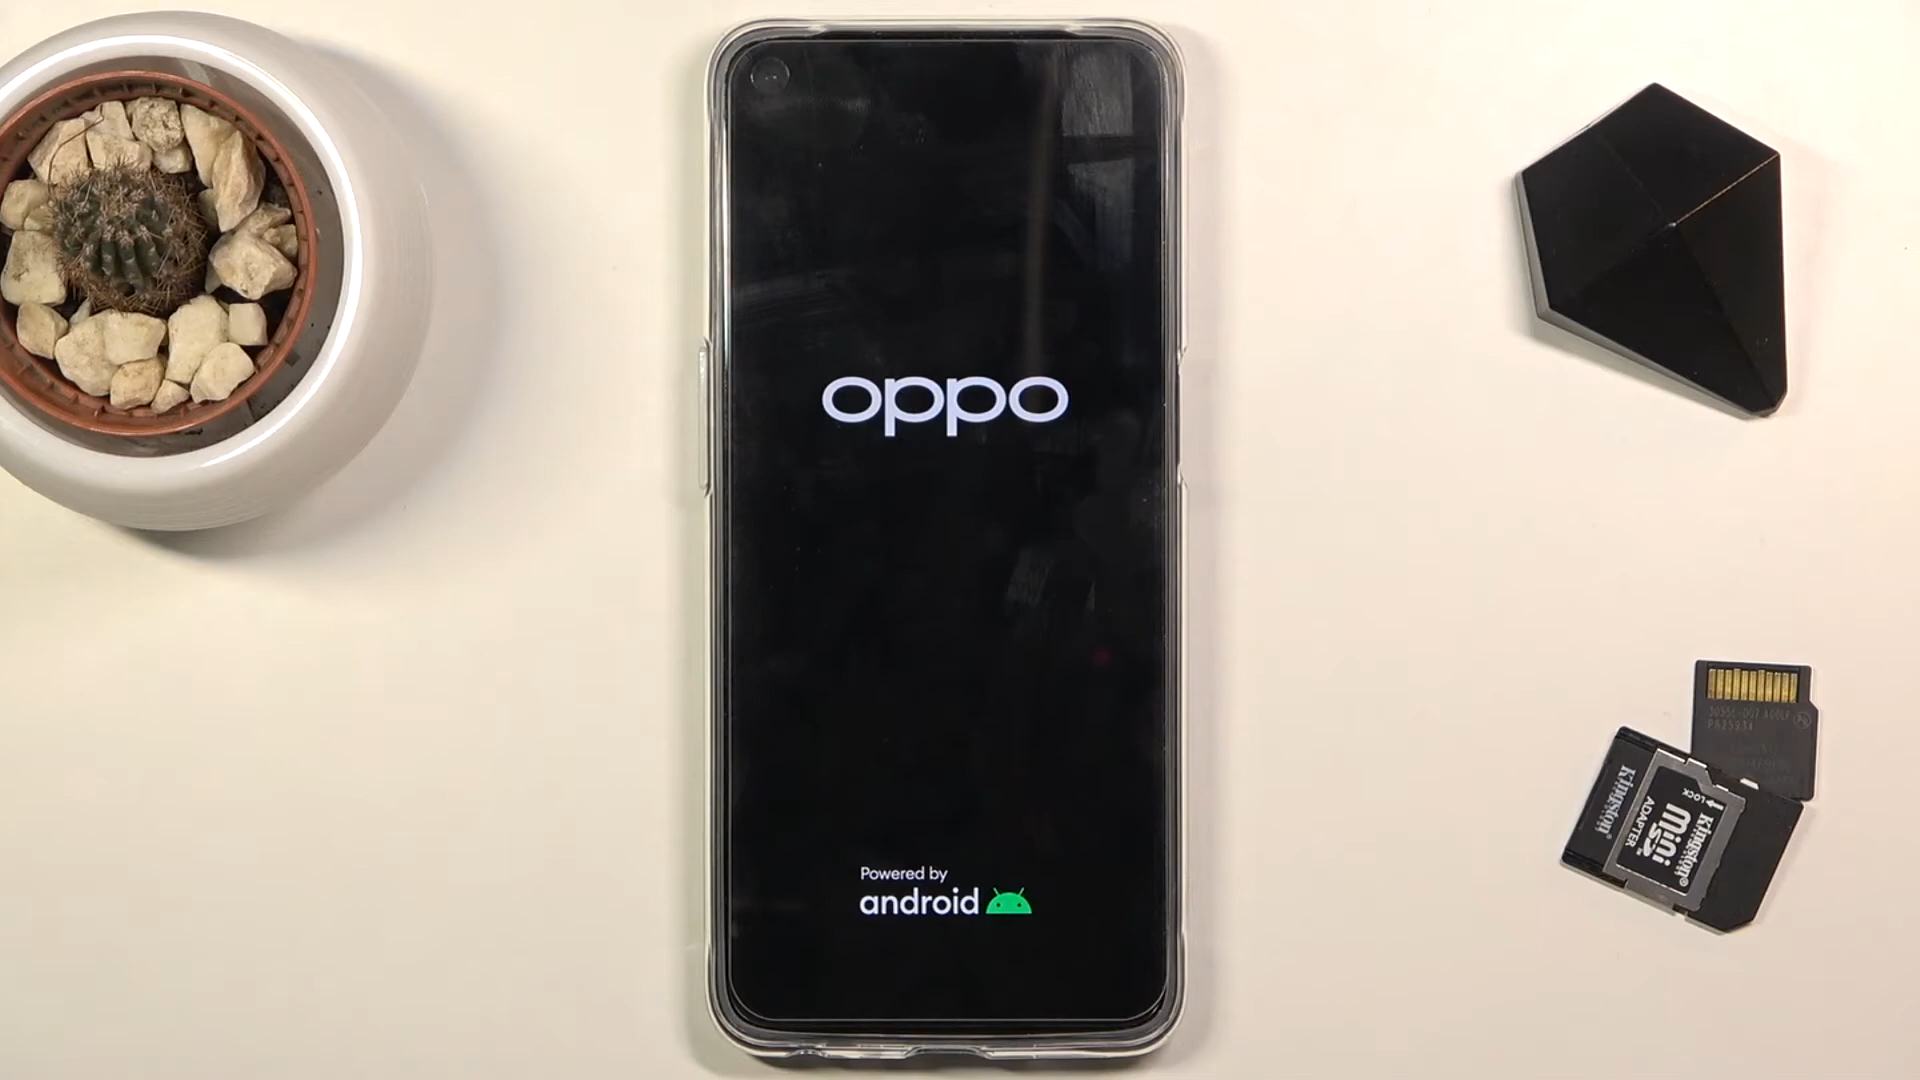 oppo
Powered by
android
Kingston
LOCK
Kingston
mini
SD
ADAPTER